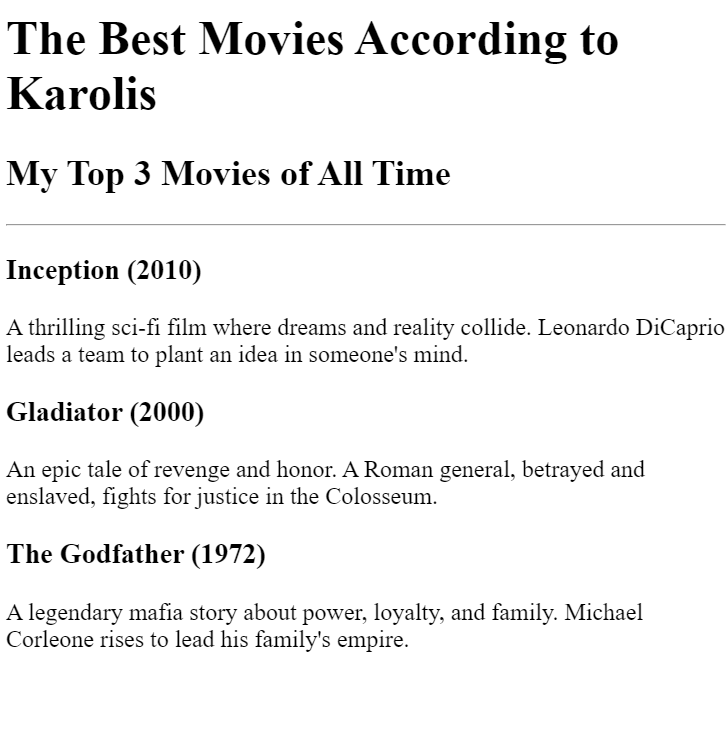 The Best Movies According to
Karolis
My Top 3 Movies of All Time
Inception (2010)
A thrilling sci-fi film where dreams and reality collide. Leonardo DiCaprio
leads a team to plant an idea in someone's mind.
Gladiator (2000)
An epic tale of revenge and honor. A Roman general, betrayed and
enslaved, fights for justice in the Colosseum.
The Godfather (1972)
A legendary mafia story about power, loyalty, and family. Michael
Corleone rises to lead his family's empire.